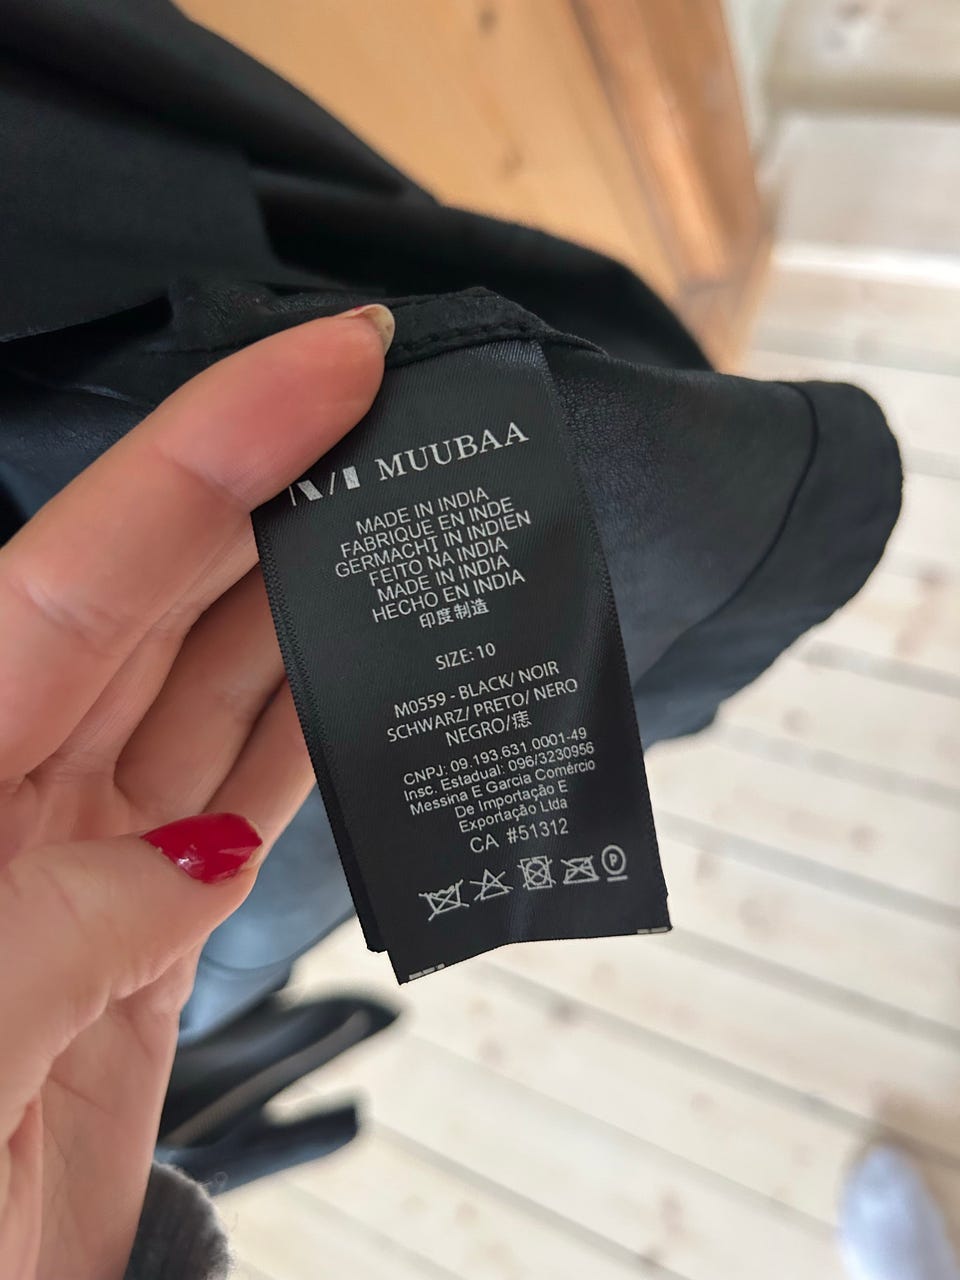 MUUBAA
MADE IN INDIA
FABRIQUE EN INDE
GERMACHT IN INDIEN
FEITO NA INDIA
MADE IN INDIA
HECHO EN INDIA
印度制造
SIZE: 10
M0559 - BLACK/ NOIR
SCHWARZ/ PRETO/ NERO
NEGRO/痣
CNPJ: 09.193.631.0001-49
Insc. Estadual: 096/3230956
Messina E Garcia Comércio
De Importação E
Exportação Ltda
CA #51312
P